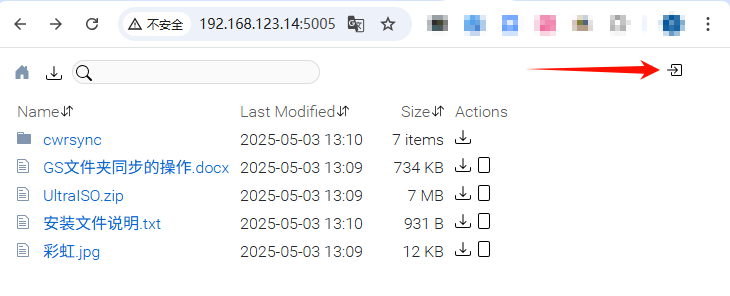 不安全 192.168.123.14:5005
Name Last Modified Size Actions
cwrsync 2025-05-03 13:10 7 items
GS文件夹同步的操作.docx 2025-05-03 13:09 734 KB
UltraISO.zip 2025-05-03 13:09 7 MB
安装文件说明.txt 2025-05-03 13:10 931 B
彩虹.jpg 2025-05-03 13:09 12 KB